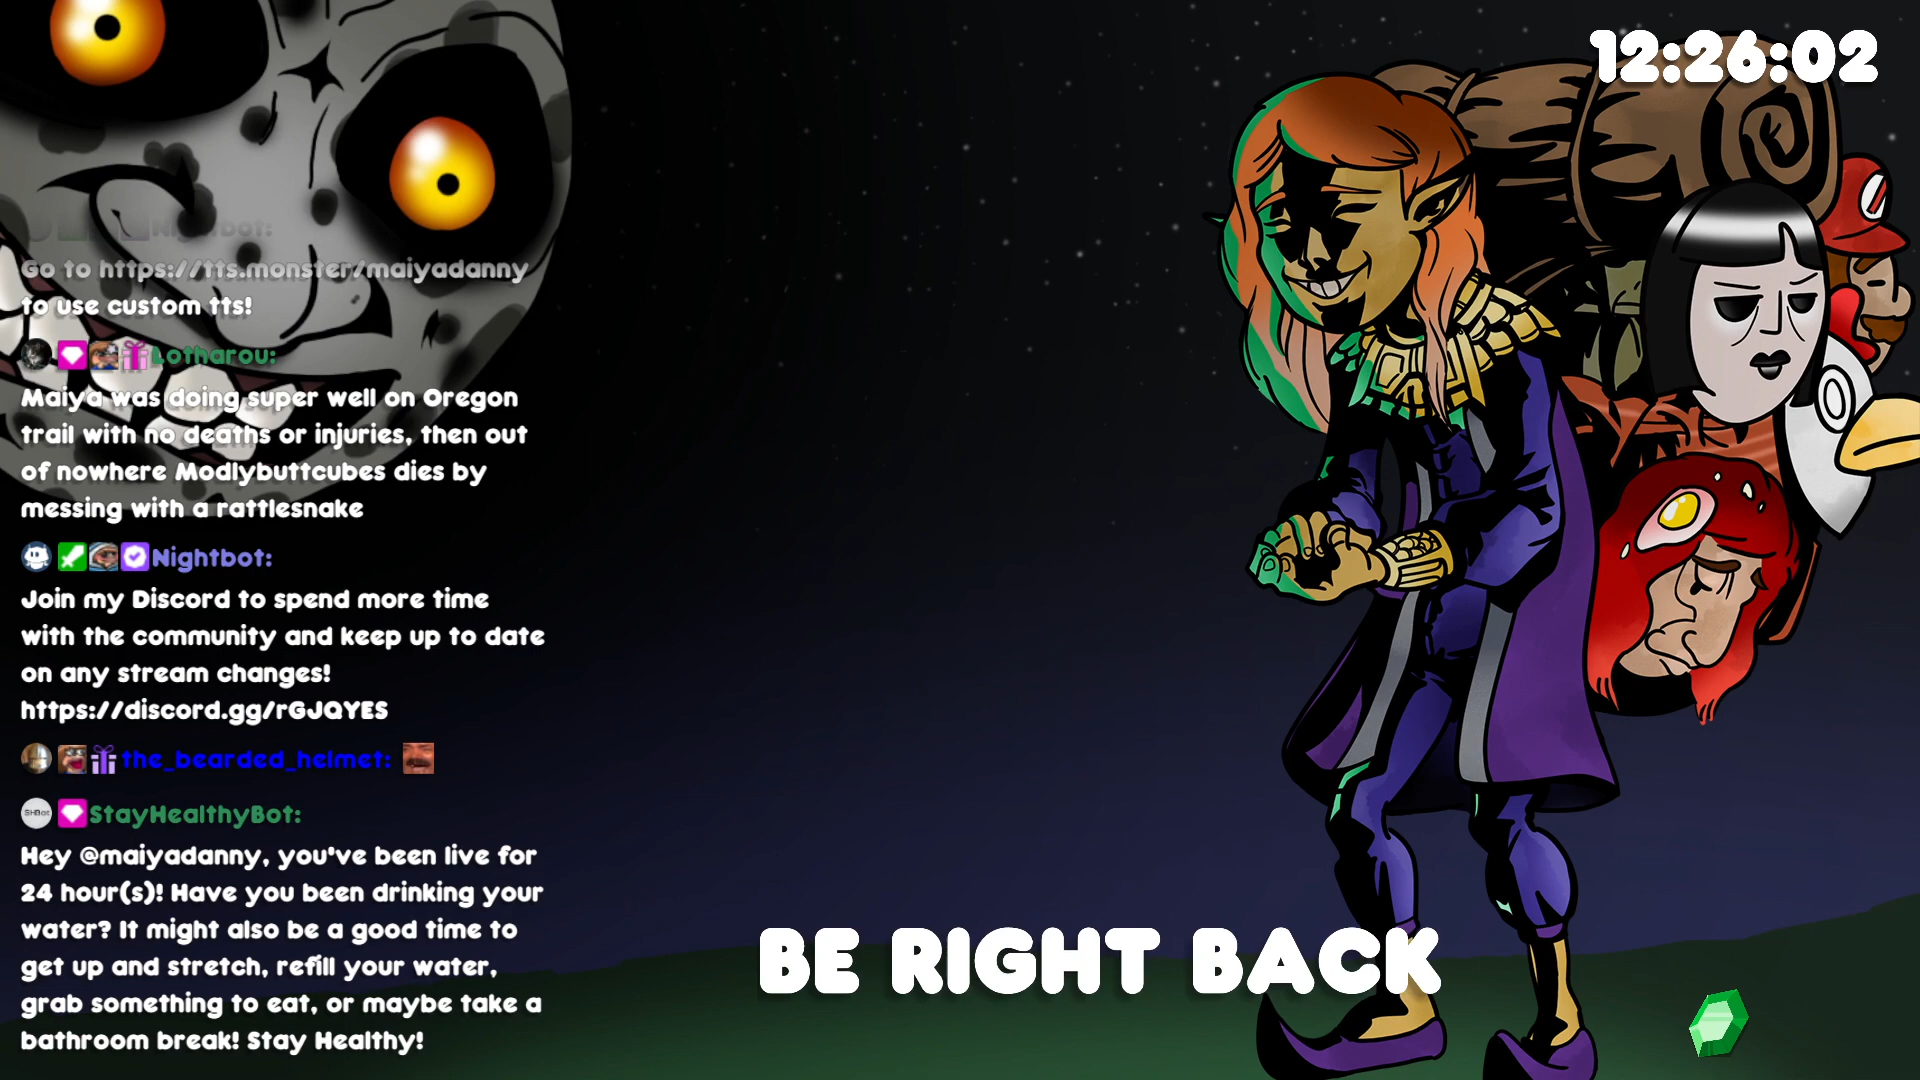 12:26:02
Nightbot:
Go to https://tts.monster/maiyadanny
to use custom tts!
Lotharou:
Maiya was doing super well on Oregon
trail with no deaths or injuries, then out
of nowhere Modlybuttcubes dies by
messing with a rattlesnake
Nightbot:
Join my Discord to spend more time
with the community and keep up to date
on any stream changes!
https://discord.gg/rGJQYES
the_bearded_helmet:
SHBot StayHealthyBot:
Hey @maiyadanny, you've been live for
24 hour(s)! Have you been drinking your
water? It might also be a good time to
get up and stretch, refill your water,
grab something to eat, or maybe take a
bathroom break! Stay Healthy!
BE RIGHT BACK